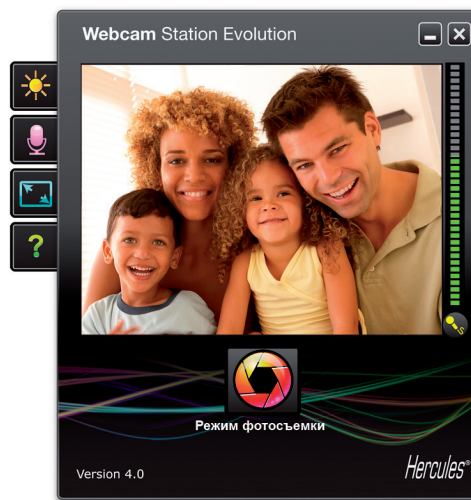 Webcam Station Evolution
?
Режим фотосъемки
Version 4.0
Hercules®